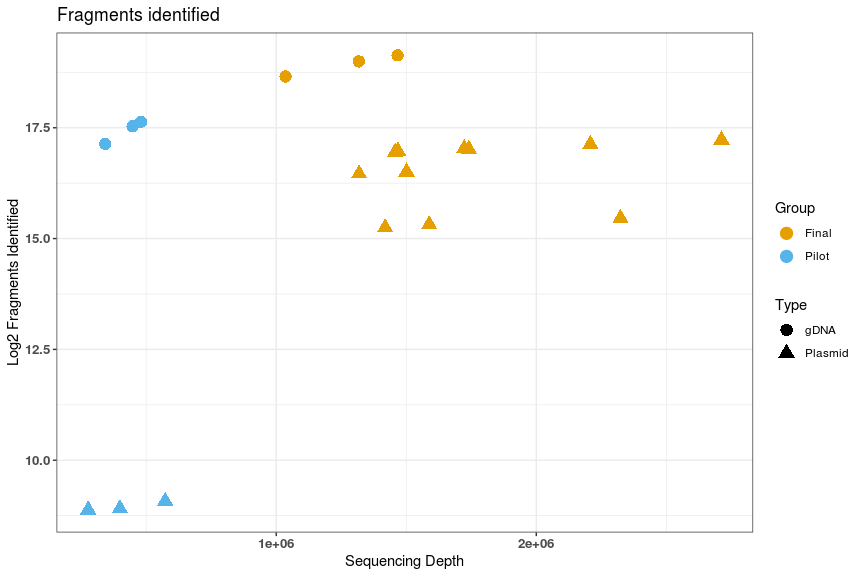 Fragments identified
Log2 Fragments Identified
17.5
15.0
12.5
10.0
1e+06
2e+06
Sequencing Depth
Group
Final
Pilot
Type
gDNA
Plasmid